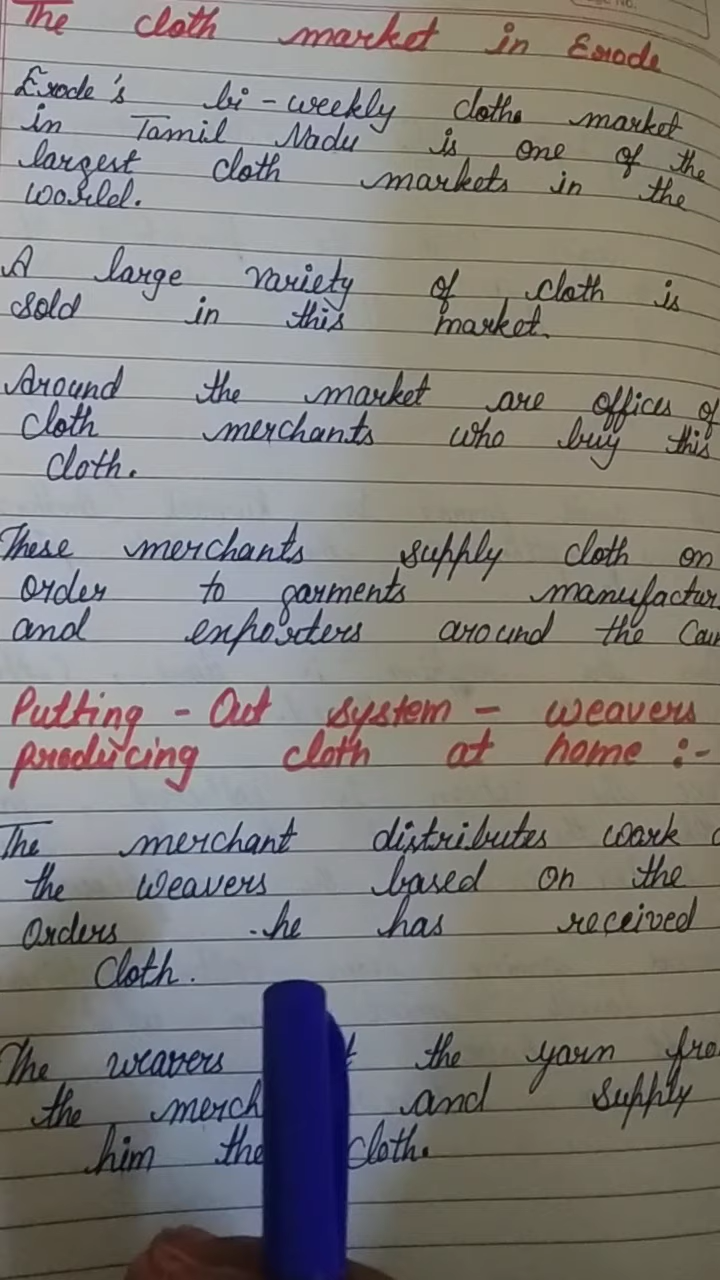 The cloth market in Erode
Erode's bi-weekly cloth market
in Tamil Nadu is one of the
largest cloth markets in the
world.
A large variety of cloth is
sold in this market.
Around the market are offices of
cloth merchants who buy this
cloth.
These merchants supply cloth on
order to garments manufactur
and exporters around the Coun
Putting - Out system - weavers
producing cloth at home :-
The merchant distributes work
the weavers based on the
orders he has received
cloth.
The weavers the yarn fro
the merch and supply
him the cloth.